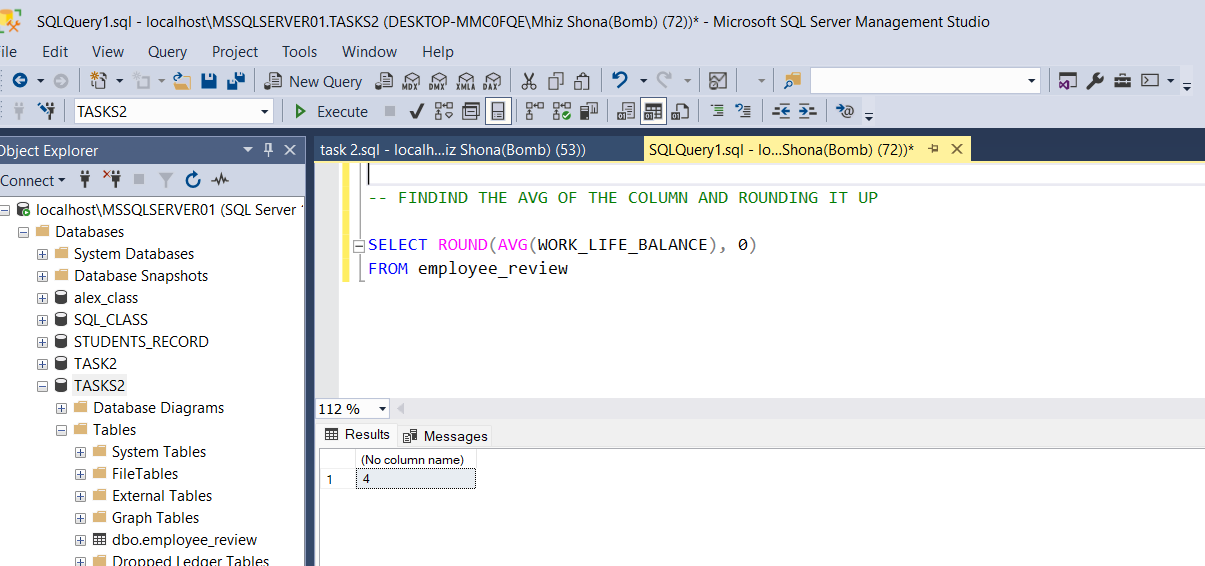 SQLQuery1.sql - localhost\MSSQLSERVER01.TASKS2 (DESKTOP-MMC0FQE\Mhiz Shona(Bomb) (72))* - Microsoft SQL Server Management Studio
ile Edit View Query Project Tools Window Help
New Query MDX DMX XMLA DAX
TASKS2 Execute
Object Explorer
Connect
localhost\MSSQLSERVER01 (SQL Server
Databases
System Databases
Database Snapshots
alex_class
SQL_CLASS
STUDENTS_RECORD
TASK2
TASKS2
Database Diagrams
Tables
System Tables
FileTables
External Tables
Graph Tables
dbo.employee_review
Dropped Ledger Tables
task 2.sql - localh...iz Shona(Bomb) (53))
SQLQuery1.sql - lo...Shona(Bomb) (72))*
-- FINDIND THE AVG OF THE COLUMN AND ROUNDING IT UP
SELECT ROUND(AVG(WORK_LIFE_BALANCE), 0)
FROM employee_review
112 %
Results Messages
(No column name)
1 4